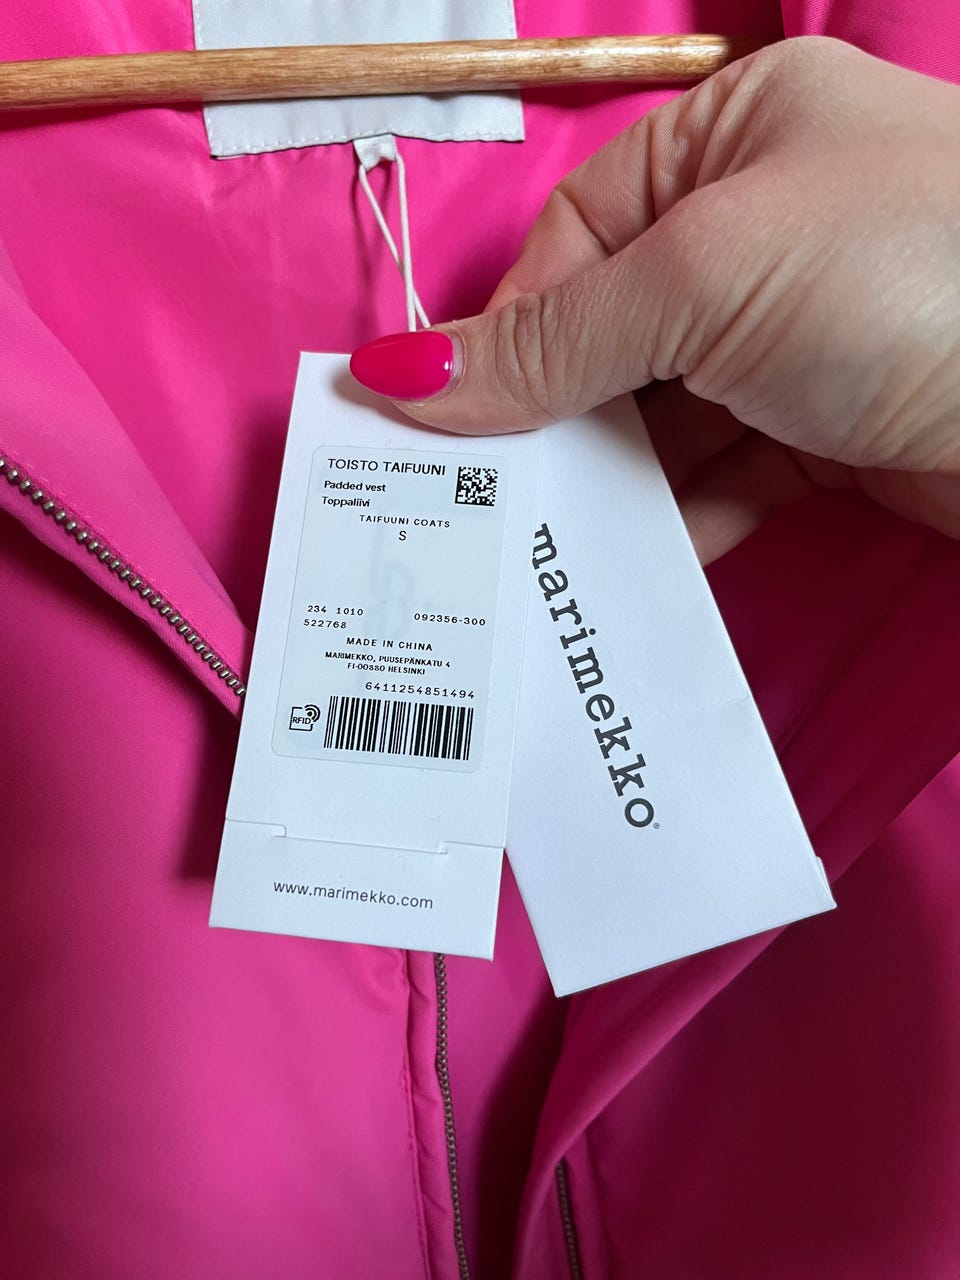 TOISTO TAIFUUNI
Padded vest
Toppaliivi
TAIFUUNI COATS
S
234 1010
522768
092356-300
MADE IN CHINA
MARIMEKKO, PUUSEPÄNKATU 4
FI-00880 HELSINKI
6411254851494
RFID
www.marimekko.com
marimekko®